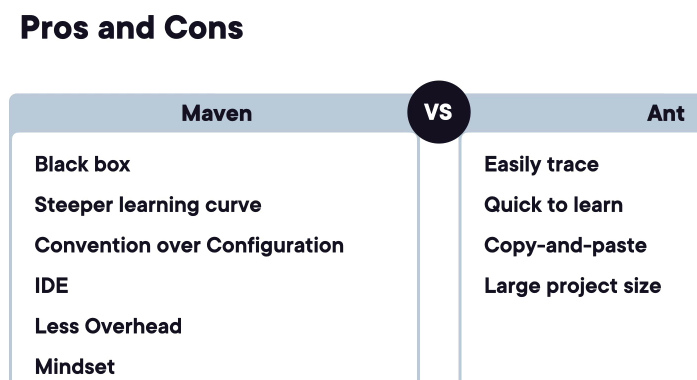 Pros and Cons
Maven
VS
Ant
Black box
Steeper learning curve
Convention over Configuration
IDE
Less Overhead
Mindset
Easily trace
Quick to learn
Copy-and-paste
Large project size